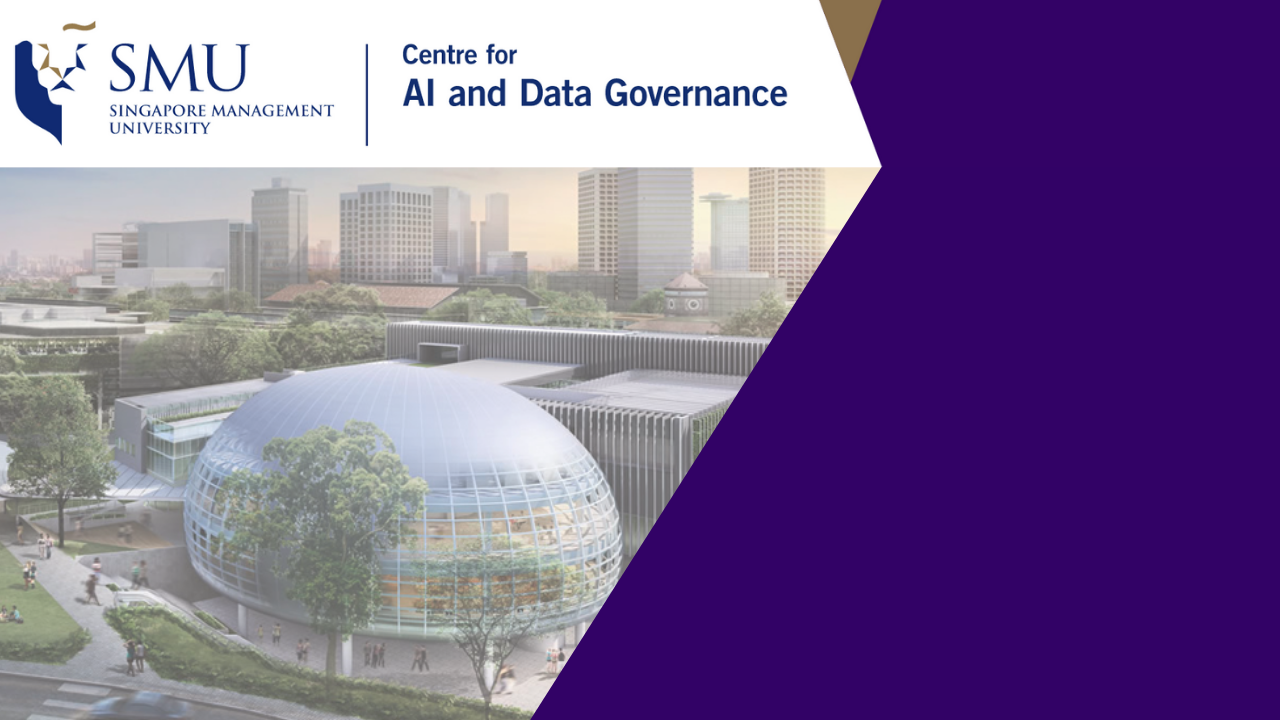 SMU
SINGAPORE MANAGEMENT
UNIVERSITY
Centre for
AI and Data Governance